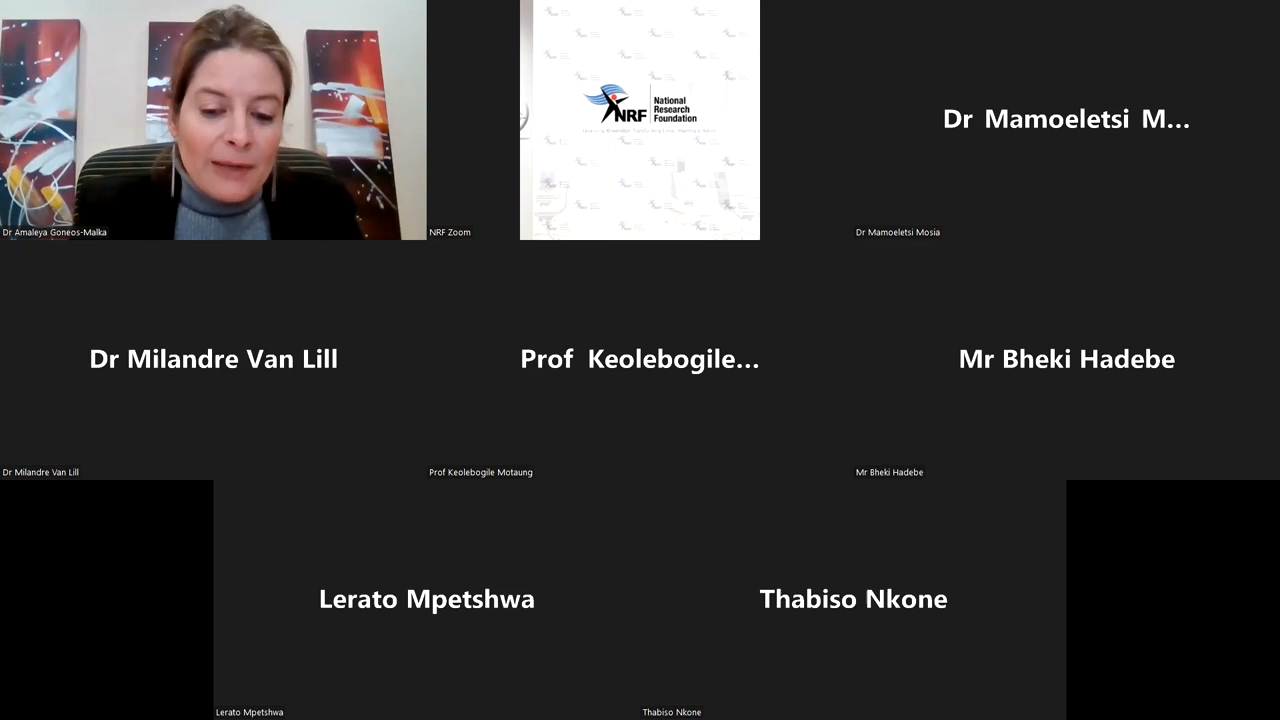 Dr Amaleya Goneos-Malka
NRF
National
Research
Foundation
NRF Zoom
Dr Mamoeletsi M...
Dr Mamoeletsi Mosia
Dr Milandre Van Lill
Dr Milandre Van Lill
Prof Keolebogile...
Prof Keolebogile Motaung
Mr Bheki Hadebe
Mr Bheki Hadebe
Lerato Mpetshwa
Lerato Mpetshwa
Thabiso Nkone
Thabiso Nkone